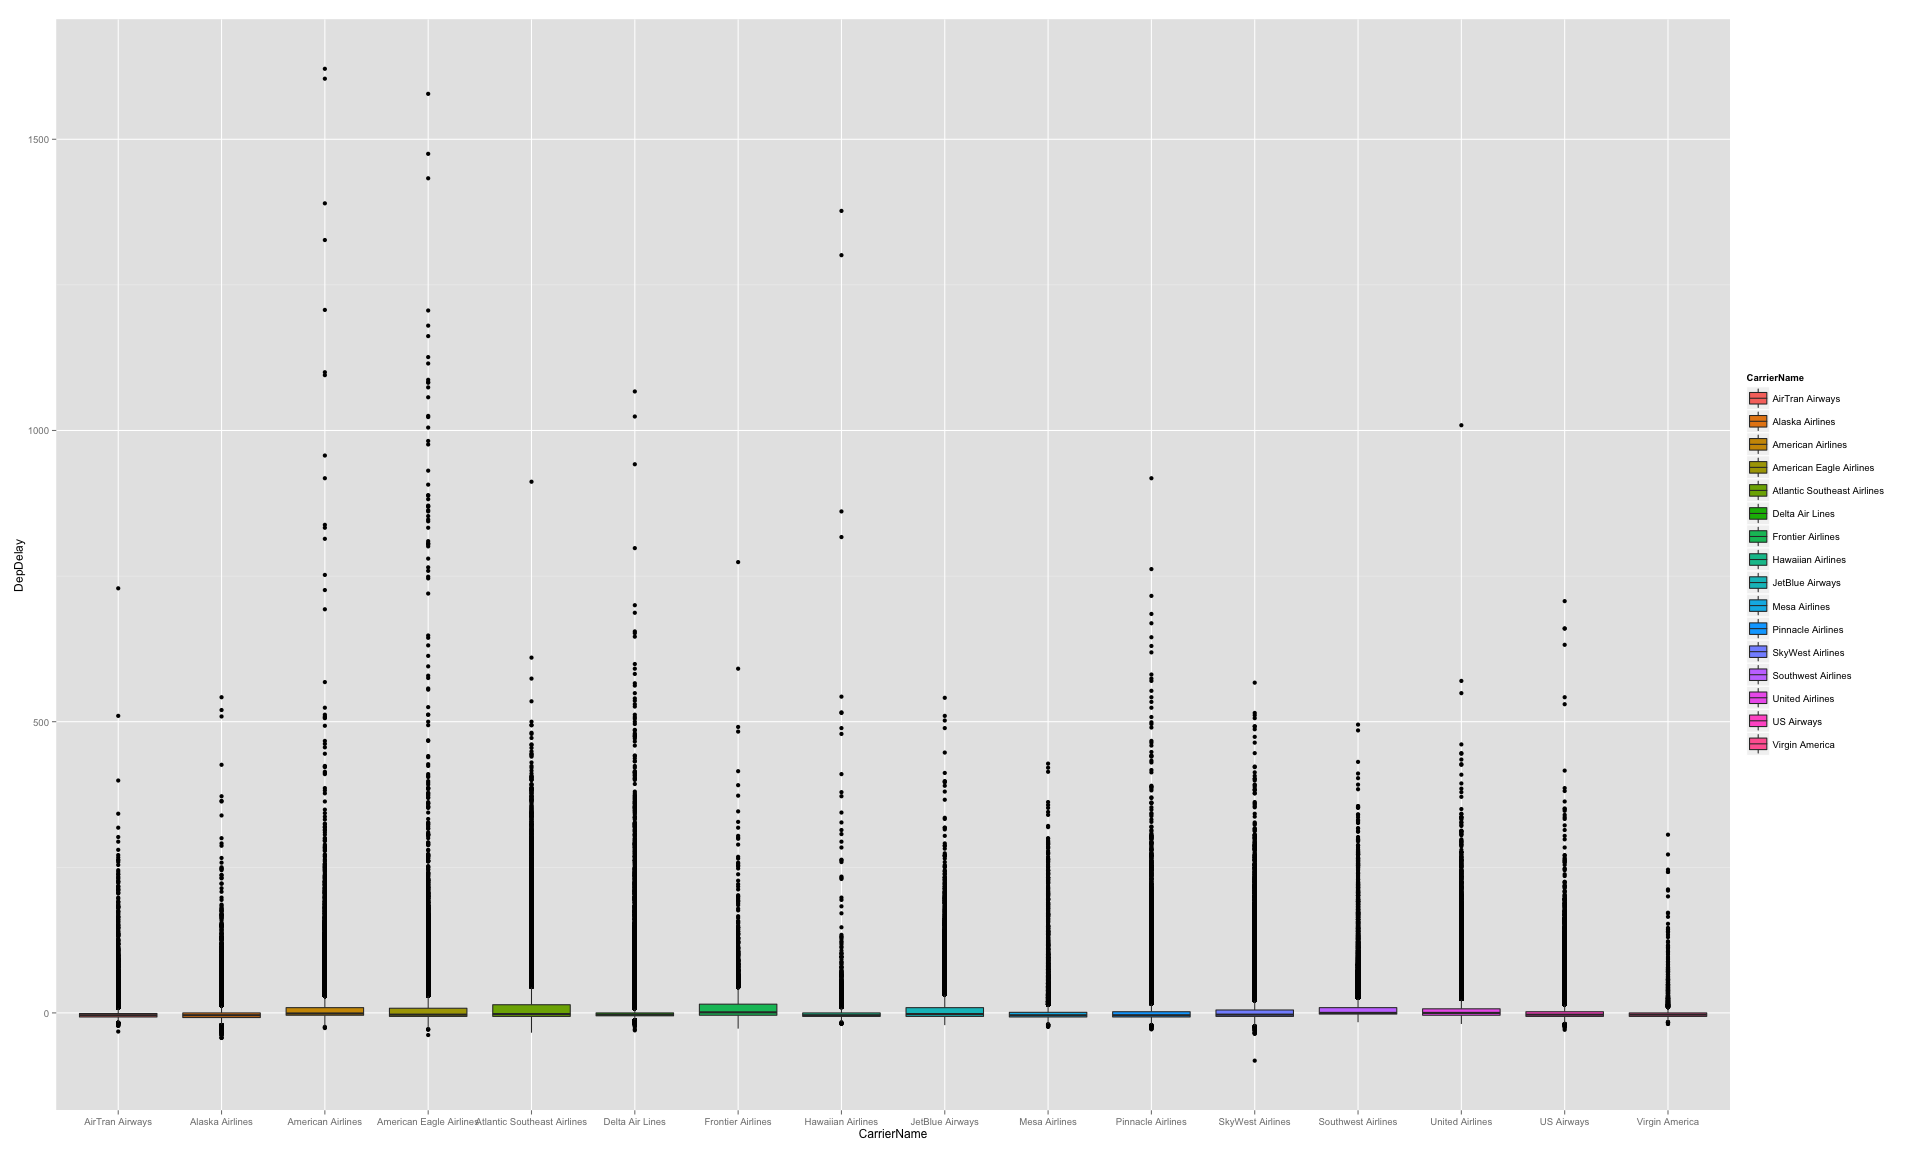 1500
1000
500
0
DepDelay
AirTran Airways
Alaska Airlines
American Airlines
American Eagle Airlines
Atlantic Southeast Airlines
Delta Air Lines
Frontier Airlines
Hawaiian Airlines
JetBlue Airways
Mesa Airlines
Pinnacle Airlines
SkyWest Airlines
Southwest Airlines
United Airlines
US Airways
Virgin America
CarrierName
CarrierName
AirTran Airways
Alaska Airlines
American Airlines
American Eagle Airlines
Atlantic Southeast Airlines
Delta Air Lines
Frontier Airlines
Hawaiian Airlines
JetBlue Airways
Mesa Airlines
Pinnacle Airlines
SkyWest Airlines
Southwest Airlines
United Airlines
US Airways
Virgin America